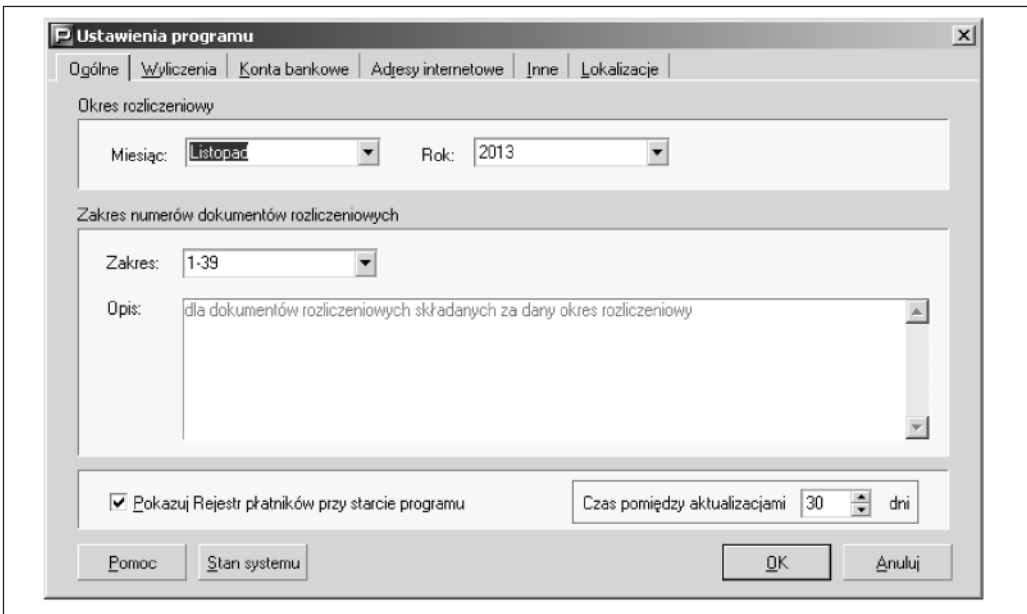 P Ustawienia programu
Ogólne Wyliczenia Konta bankowe Adresy internetowe Inne Lokalizacje
Okres rozliczeniowy
Miesiąc: Listopad Rok: 2013
Zakres numerów dokumentów rozliczeniowych
Zakres: 1-39
Opis: dla dokumentów rozliczeniowych składanych za dany okres rozliczeniowy
Pokazuj Rejestr płatników przy starcie programu Czas pomiędzy aktualizacjami 30 dni
Pomoc Stan systemu OK Anuluj